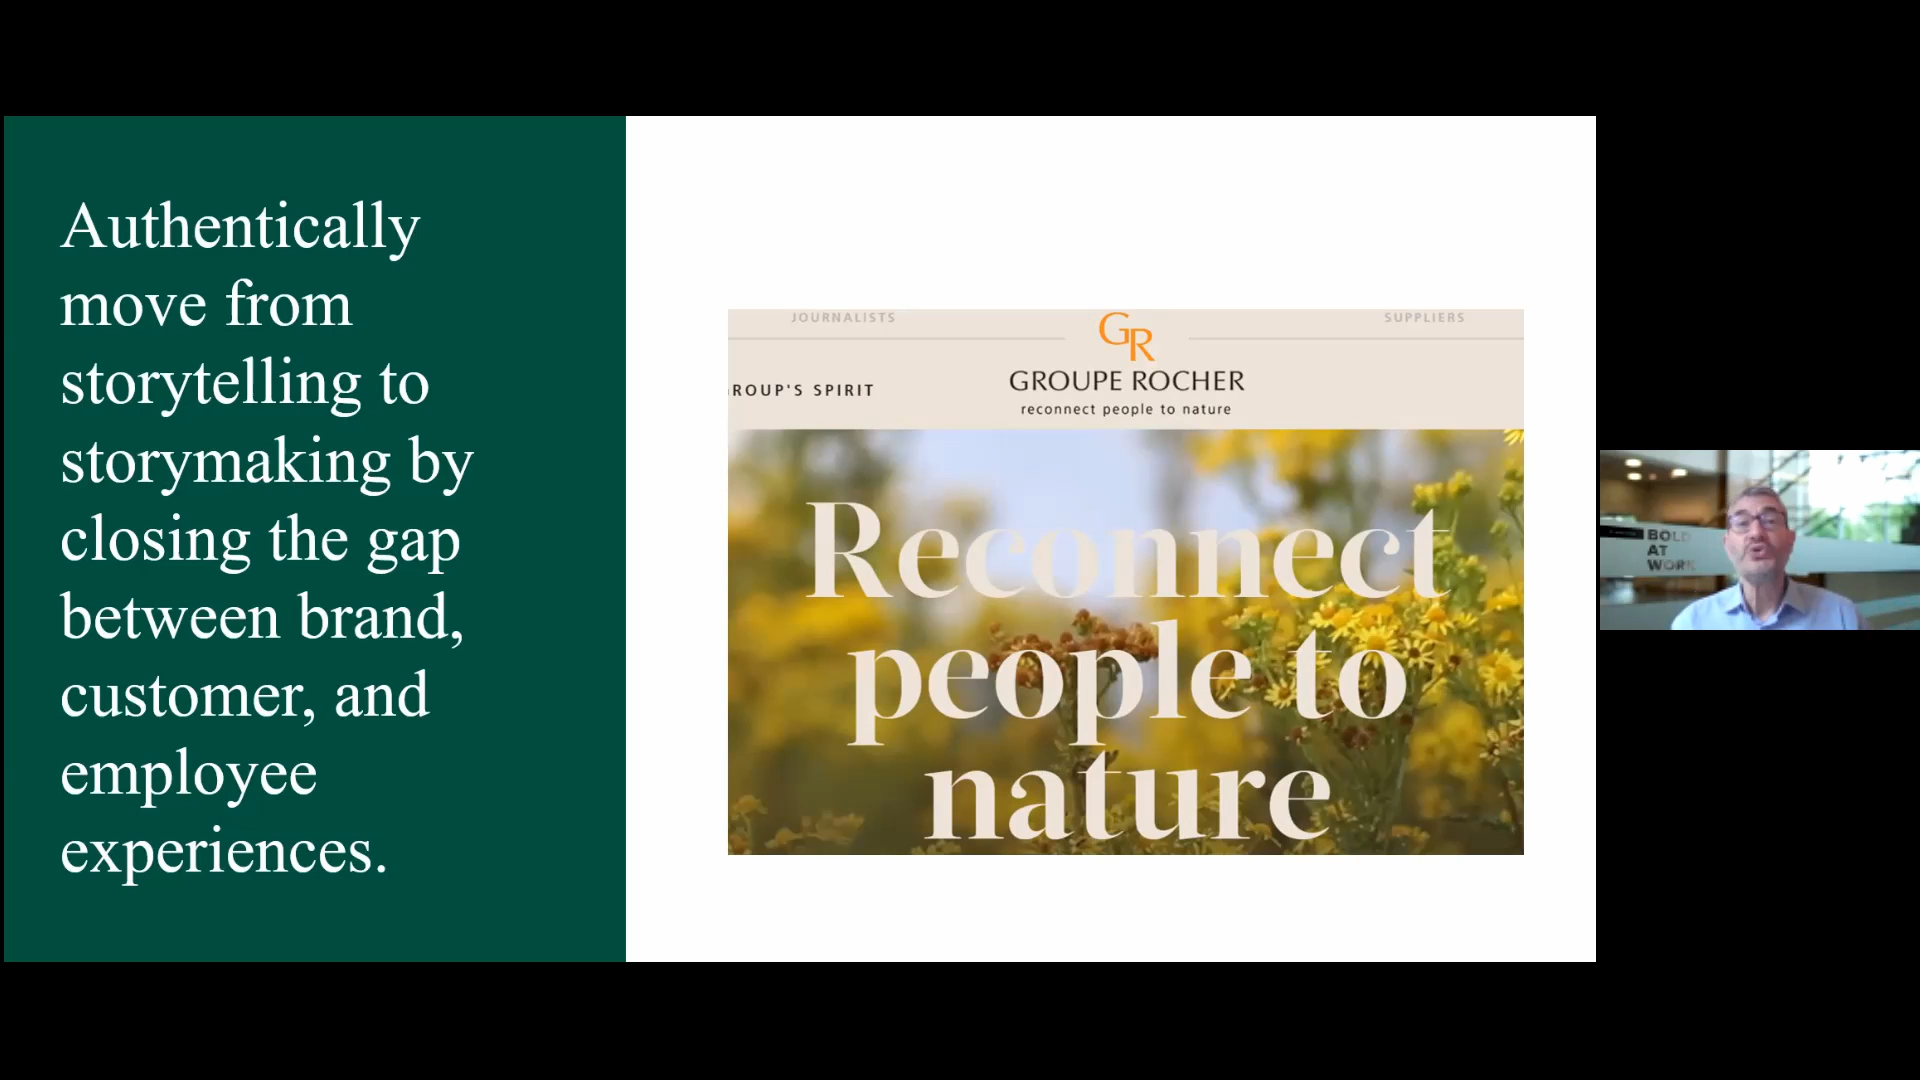 Authentically
move from
storytelling to
storymaking by
closing the gap
between brand,
customer, and
employee
experiences.
JOURNALISTS
SUPPLIERS
GR
ROUP'S SPIRIT
GROUPE ROCHER
reconnect people to nature
Reconnect
people to
nature
BOLD
AT
WORK